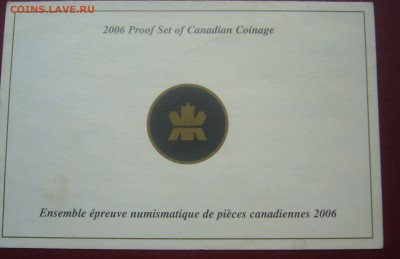 COINS.LAVE.RU
2006 Proof Set of Canadian Coinage
Ensemble épreuve numismatique de pièces canadiennes 2006